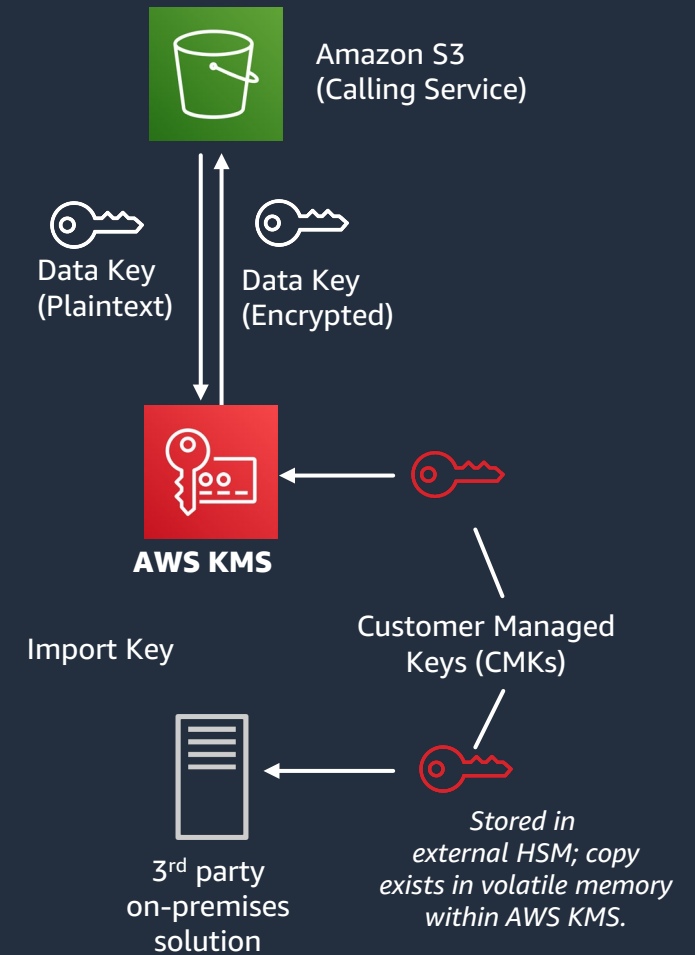 Amazon S3
(Calling Service)
Data Key
(Plaintext)
Data Key
(Encrypted)
AWS KMS
Import Key
Customer Managed
Keys (CMKs)
3rd party
on-premises
solution
Stored in
external HSM; copy
exists in volatile memory
within AWS KMS.